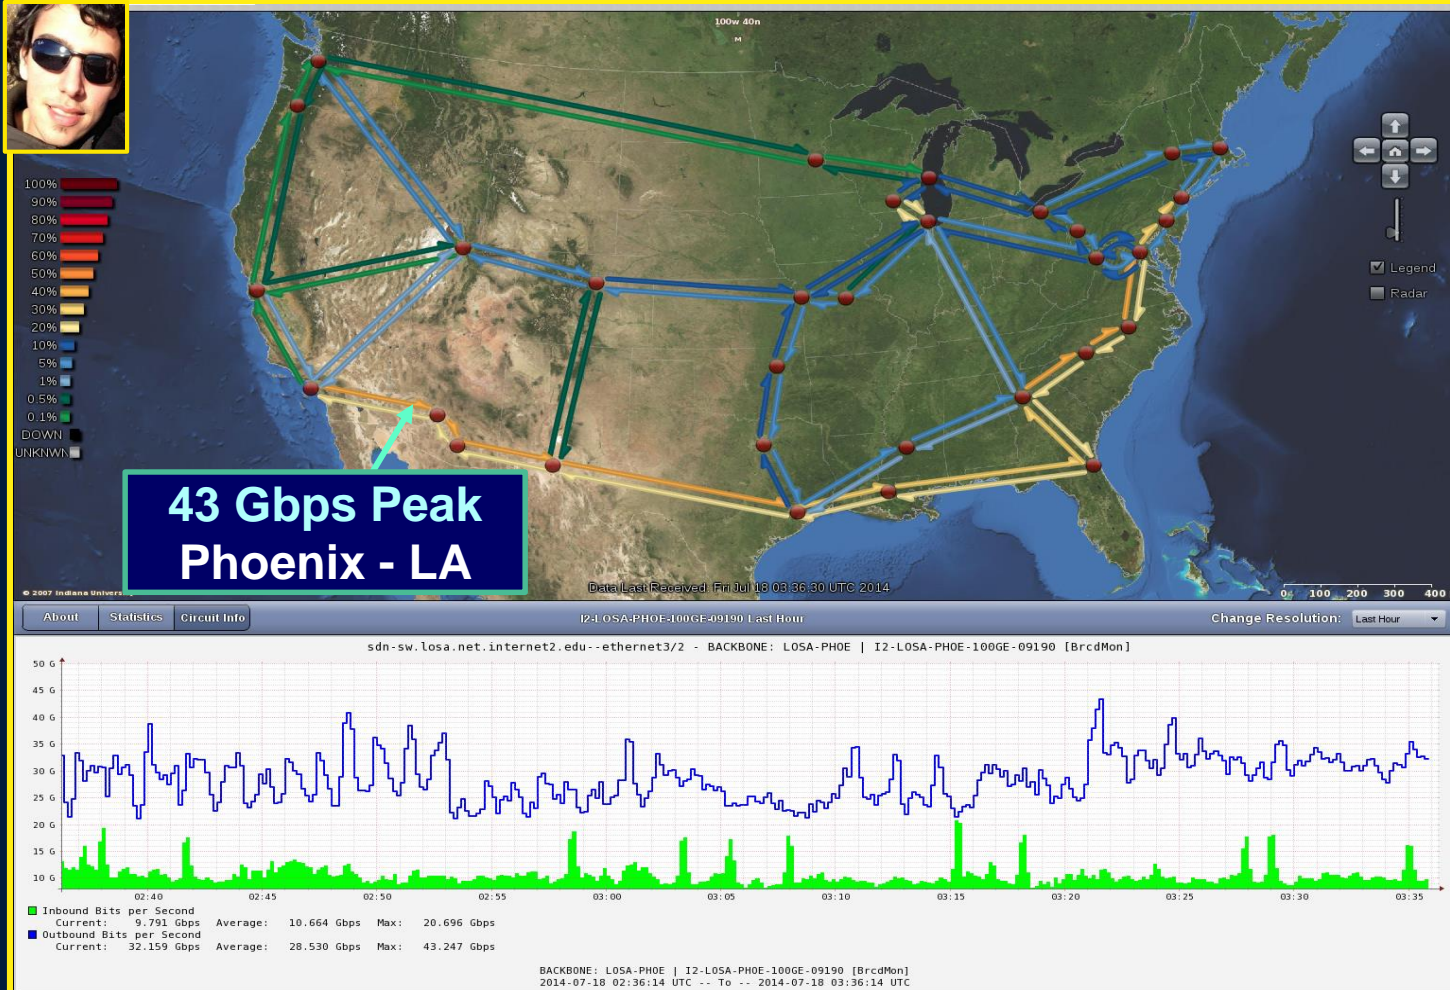 100w 40n
M
100%
90%
80%
70%
60%
50%
40%
30%
20%
10%
5%
1%
0.5%
0.1%
DOWN
UNKNWN
Legend
Radar
43 Gbps Peak
Phoenix - LA
© 2007 Indiana
Data Last Received: Fri Jul 18 03:36:30 UTC 2014
0 100 200 300 400
About Statistics Circuit Info
I2-LOSA-PHOE-100GE-09190 Last Hour
Change Resolution: Last Hour
sdn-sw.losa.net.internet2.edu--ethernet3/2 - BACKBONE: LOSA-PHOE | I2-LOSA-PHOE-100GE-09190 [BrcdMon]
50 G
45 G
40 G
35 G
30 G
25 G
20 G
15 G
10 G
02:40 02:45 02:50 02:55 03:00 03:05 03:10 03:15 03:20 03:25 03:30 03:35
Inbound Bits per Second
Current: 9.791 Gbps Average: 10.664 Gbps Max: 20.696 Gbps
Outbound Bits per Second
Current: 32.159 Gbps Average: 28.530 Gbps Max: 43.247 Gbps
BACKBONE: LOSA-PHOE | I2-LOSA-PHOE-100GE-09190 [BrcdMon]
2014-07-18 02:36:14 UTC -- To -- 2014-07-18 03:36:14 UTC